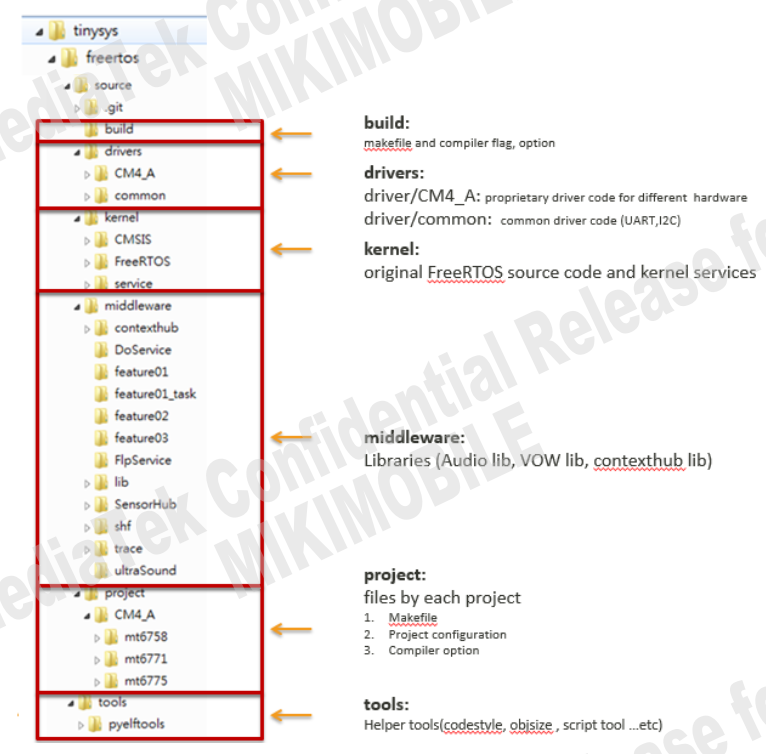 tinysys
freertos
source
.git
build
drivers
CM4_A
common
kernel
CMSIS
FreeRTOS
service
middleware
contexthub
DoService
feature01
feature01_task
feature02
feature03
FlpService
lib
SensorHub
shf
trace
ultraSound
project
CM4_A
mt6758
mt6771
mt6775
tools
pyelftools
build:
makefile and compiler flag, option
drivers:
driver/CM4_A: proprietary driver code for different hardware
driver/common: common driver code (UART,I2C)
kernel:
original FreeRTOS source code and kernel services
middleware:
Libraries (Audio lib, VOW lib, contexthub lib)
project:
files by each project
1. Makefile
2. Project configuration
3. Compiler option
tools:
Helper tools(codestyle, objsize , script tool ...etc)
MediaTek Confidential Release for
MIKIMOBILE